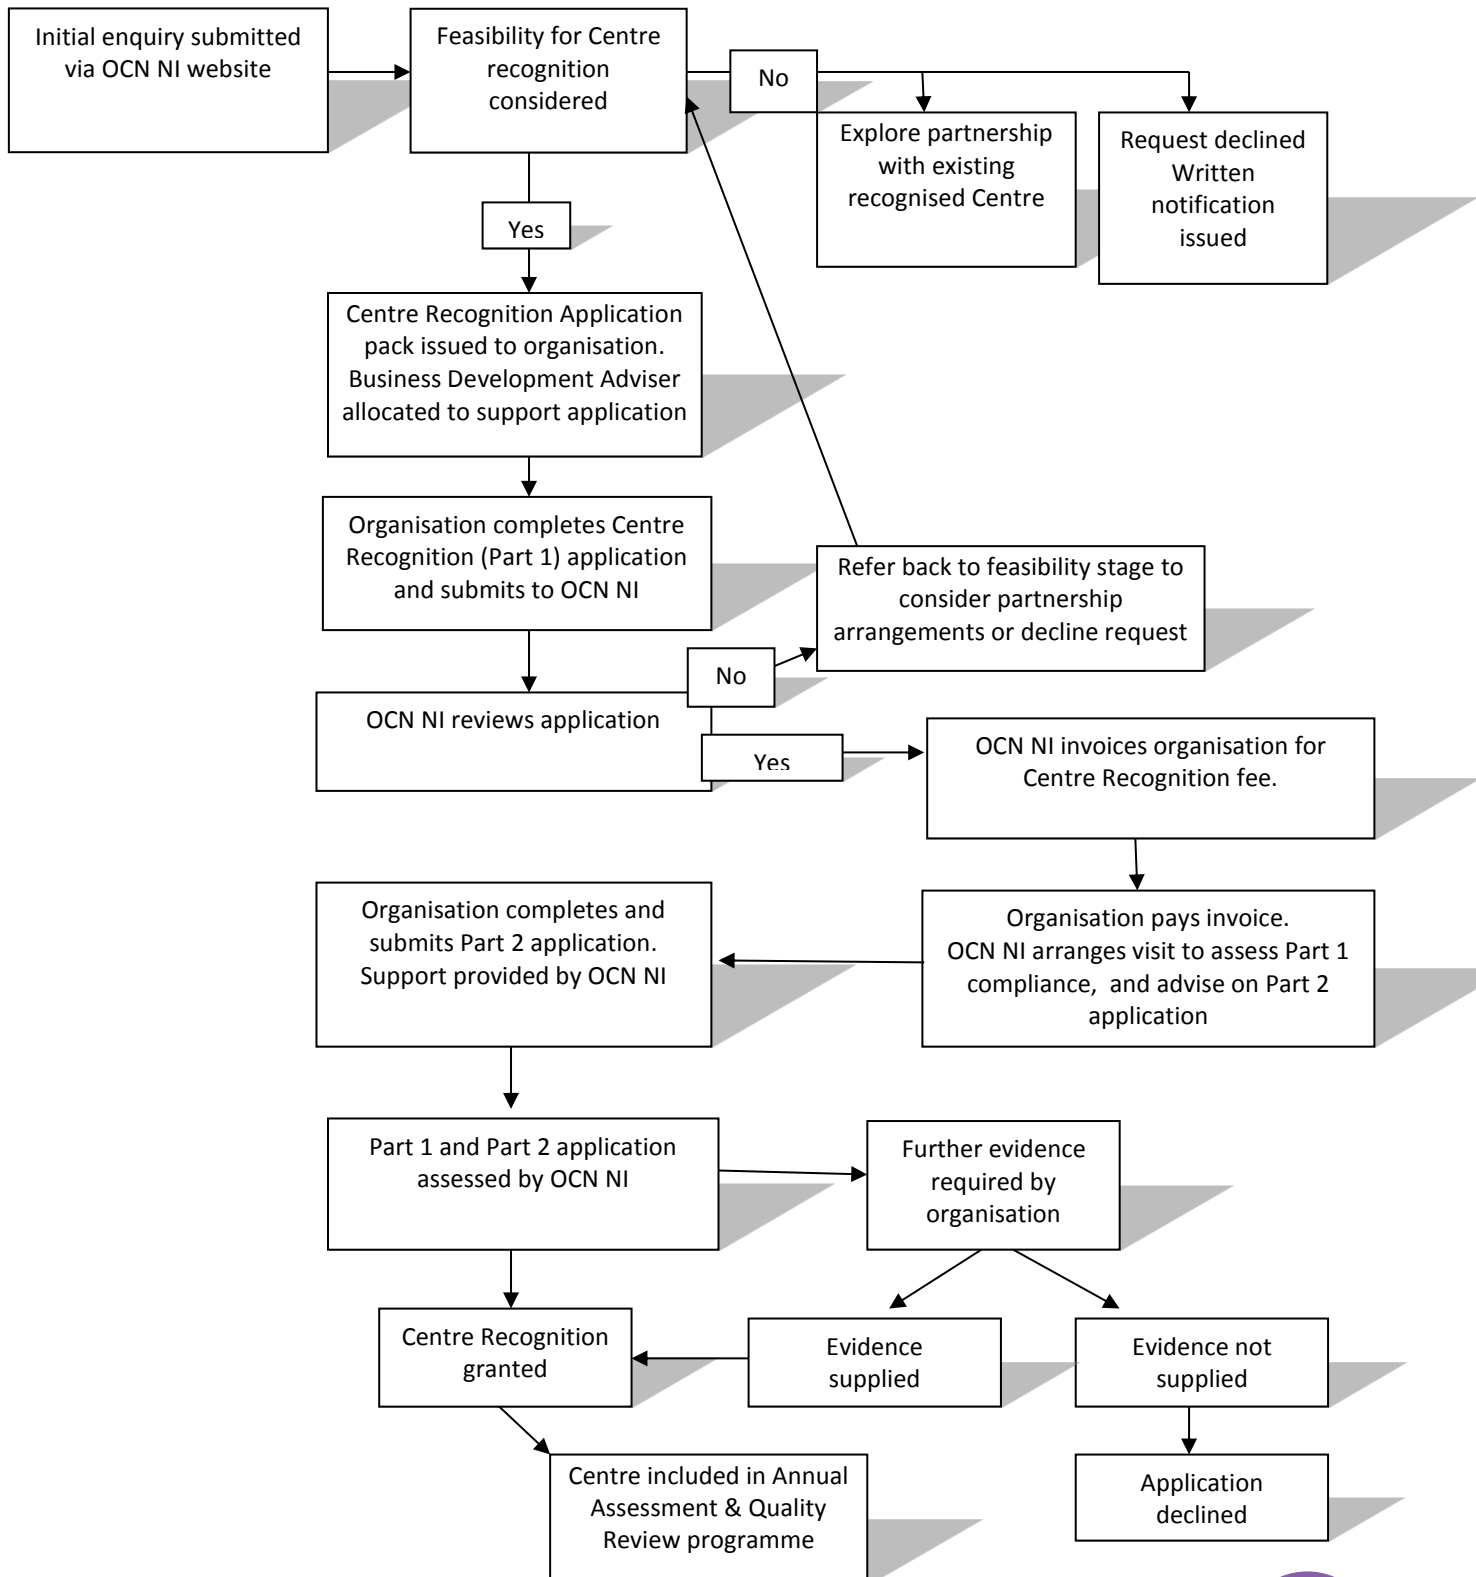 Initial enquiry submitted
via OCN NI website
Feasibility for Centre
recognition
considered
No
Explore partnership
with existing
recognised Centre
Request declined
Written
notification
issued
Yes
Centre Recognition Application
pack issued to organisation.
Business Development Adviser
allocated to support application
Organisation completes Centre
Recognition (Part 1) application
and submits to OCN NI
Refer back to feasibility stage to
consider partnership
arrangements or decline request
No
OCN NI reviews application
Yes
OCN NI invoices organisation for
Centre Recognition fee.
Organisation pays invoice.
OCN NI arranges visit to assess Part 1
compliance, and advise on Part 2
application
Organisation completes and
submits Part 2 application.
Support provided by OCN NI
Part 1 and Part 2 application
assessed by OCN NI
Further evidence
required by
organisation
Centre Recognition
granted
Evidence
supplied
Evidence not
supplied
Centre included in Annual
Assessment & Quality
Review programme
Application
declined